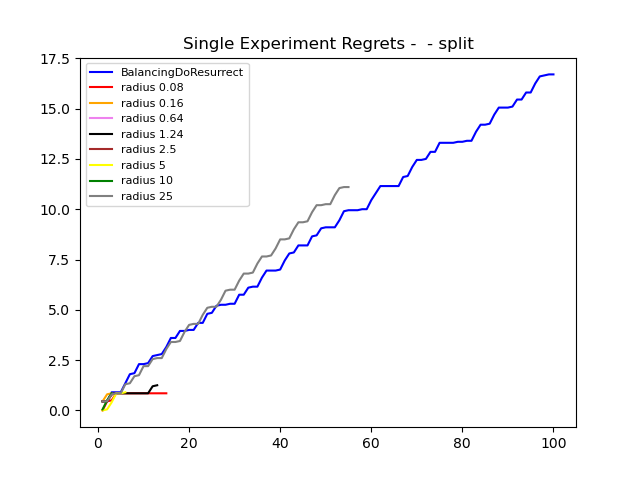 Single Experiment Regrets -  - split
17.5
15.0
12.5
10.0
7.5
5.0
2.5
0.0
BalancingDoResurrect
radius 0.08
radius 0.16
radius 0.64
radius 1.24
radius 2.5
radius 5
radius 10
radius 25
0 20 40 60 80 100